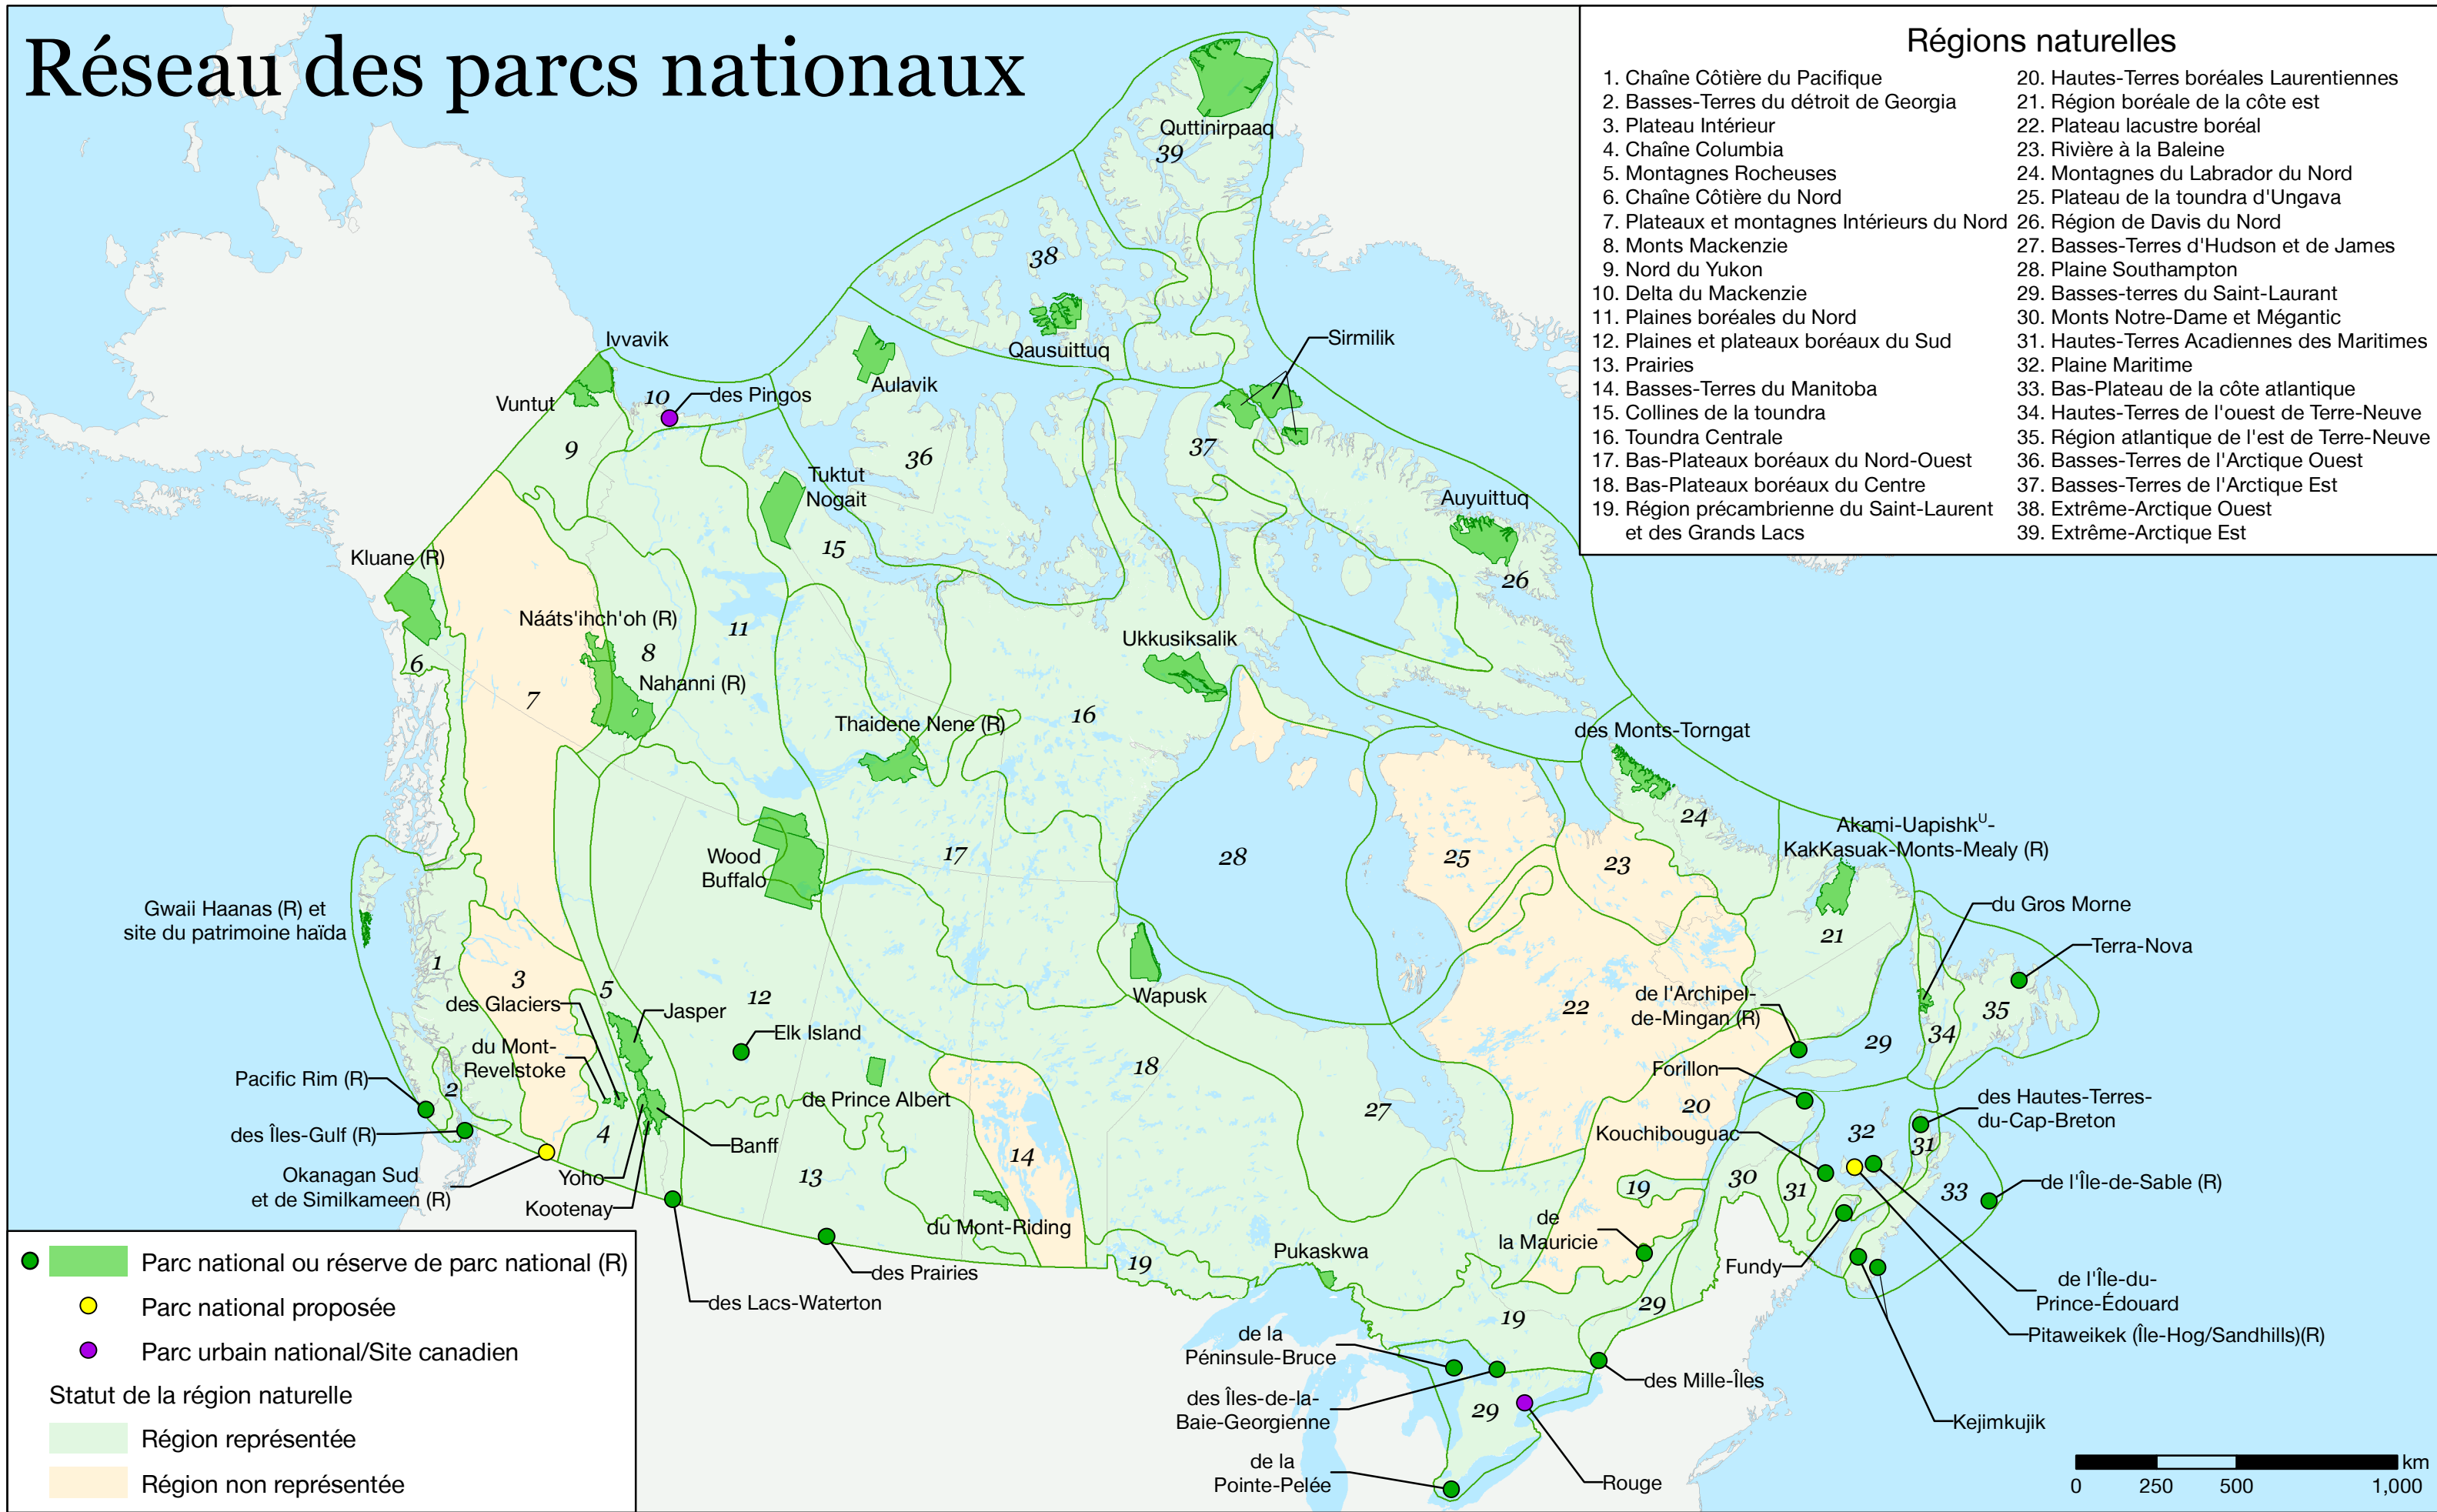 Réseau des parcs nationaux
Régions naturelles
1. Chaîne Côtière du Pacifique
2. Basses-Terres du détroit de Georgia
3. Plateau Intérieur
4. Chaîne Columbia
5. Montagnes Rocheuses
6. Chaîne Côtière du Nord
7. Plateaux et montagnes Intérieurs du Nord
8. Monts Mackenzie
9. Nord du Yukon
10. Delta du Mackenzie
11. Plaines boréales du Nord
12. Plaines et plateaux boréaux du Sud
13. Prairies
14. Basses-Terres du Manitoba
15. Collines de la toundra
16. Toundra Centrale
17. Bas-Plateaux boréaux du Nord-Ouest
18. Bas-Plateaux boréaux du Centre
19. Région précambrienne du Saint-Laurent
et des Grands Lacs
20. Hautes-Terres boréales Laurentiennes
21. Région boréale de la côte est
22. Plateau lacustre boréal
23. Rivière à la Baleine
24. Montagnes du Labrador du Nord
25. Plateau de la toundra d'Ungava
26. Région de Davis du Nord
27. Basses-Terres d'Hudson et de James
28. Plaine Southampton
29. Basses-terres du Saint-Laurant
30. Monts Notre-Dame et Mégantic
31. Hautes-Terres Acadiennes des Maritimes
32. Plaine Maritime
33. Bas-Plateau de la côte atlantique
34. Hautes-Terres de l'ouest de Terre-Neuve
35. Région atlantique de l'est de Terre-Neuve
36. Basses-Terres de l'Arctique Ouest
37. Basses-Terres de l'Arctique Est
38. Extrême-Arctique Ouest
39. Extrême-Arctique Est
Quttinirpaaq
39
38
Qausuittuq
Sirmilik
Ivvavik
Vuntut
10
des Pingos
Aulavik
9
36
37
Tuktut
Nogait
15
Auyuittuq
26
Kluane (R)
6
7
Nááts'ihch'oh (R)
8
Nahanni (R)
11
Ukkusiksalik
Thaidene Nene (R)
16
des Monts-Torngat
24
Akami-Uapishkᵁ-
KakKasuak-Monts-Mealy (R)
Wood
Buffalo
17
28
25
23
Gwaii Haanas (R) et
site du patrimoine haïda
1
3
5
12
Wapusk
22
21
du Gros Morne
Terra-Nova
35
34
29
de l'Archipel-
de-Mingan (R)
des Glaciers
Jasper
Elk Island
du Mont-
Revelstoke
Pacific Rim (R)
2
des Îles-Gulf (R)
4
Okanagan Sud
et de Similkameen (R)
Yoho
Kootenay
Banff
de Prince Albert
13
14
18
27
20
Forillon
Kouchibouguac
32
31
des Hautes-Terres-
du-Cap-Breton
33
de l'Île-de-Sable (R)
19
30
31
du Mont-Riding
des Prairies
des Lacs-Waterton
19
Pukaskwa
de
la Mauricie
Fundy
de l'Île-du-
Prince-Édouard
Pitaweikek (Île-Hog/Sandhills)(R)
Kejimkujik
29
19
de la
Péninsule-Bruce
des Îles-de-la-
Baie-Georgienne
des Mille-Îles
29
de la
Pointe-Pelée
Rouge
Parc national ou réserve de parc national (R)
Parc national proposée
Parc urbain national/Site canadien
Statut de la région naturelle
Région représentée
Région non représentée
km
0 250 500 1,000